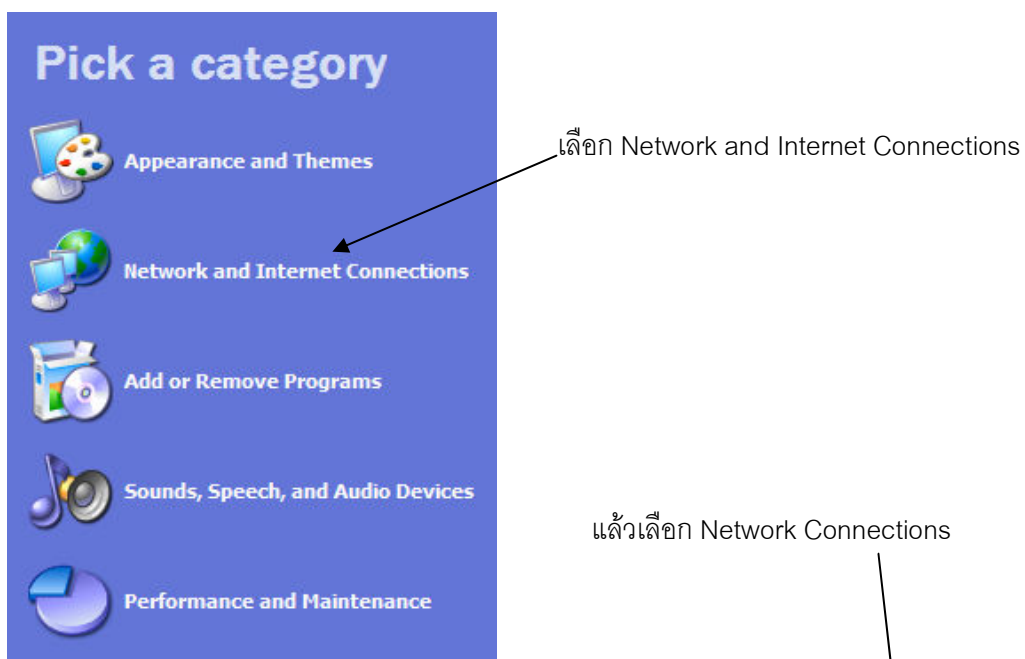 Pick a category
Appearance and Themes
เลือก Network and Internet Connections
Network and Internet Connections
Add or Remove Programs
Sounds, Speech, and Audio Devices
แล้วเลือก Network Connections
Performance and Maintenance